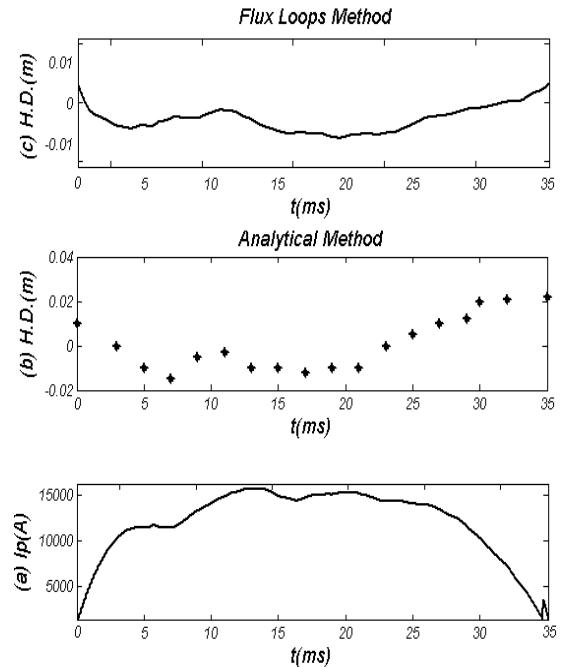 Flux Loops Method
(c) H.D.(m)
0.01
0
-0.01
0 5 10 15 20 25 30 35
t(ms)
Analytical Method
(b) H.D.(m)
0.04
0.02
0
-0.02
0 5 10 15 20 25 30 35
t(ms)
(a) Ip(A)
15000
10000
5000
0 5 10 15 20 25 30 35
t(ms)